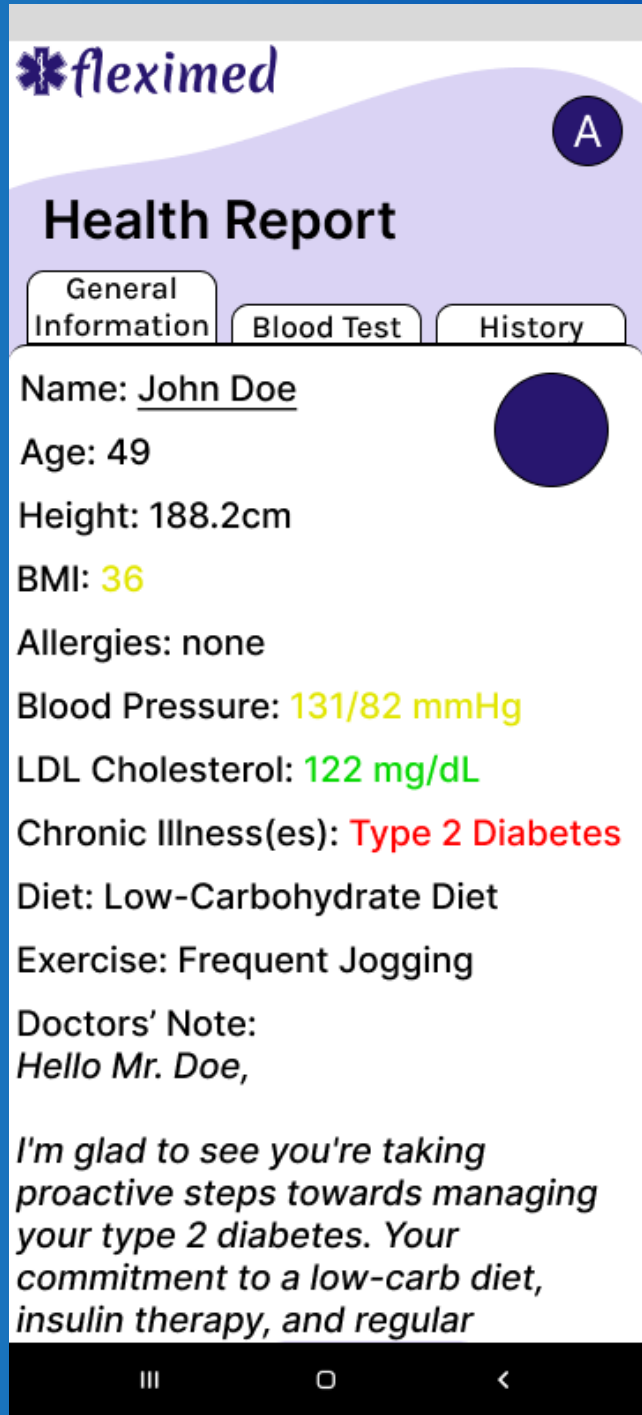 fleximed
A
Health Report
General
Information
Blood Test
History
Name: John Doe
Age: 49
Height: 188.2cm
BMI: 36
Allergies: none
Blood Pressure: 131/82 mmHg
LDL Cholesterol: 122 mg/dL
Chronic Illness(es): Type 2 Diabetes
Diet: Low-Carbohydrate Diet
Exercise: Frequent Jogging
Doctors’ Note:
Hello Mr. Doe,
I'm glad to see you're taking
proactive steps towards managing
your type 2 diabetes. Your
commitment to a low-carb diet,
insulin therapy, and regular